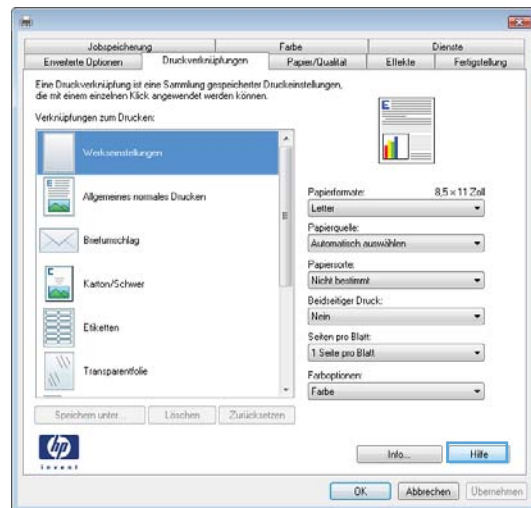 Jobspeicherung Farbe Dienste
Erweiterte Optionen Druckverknüpfungen Papier/Qualität Effekte Fertigstellung
Eine Druckverknüpfung ist eine Sammlung gespeicherter Druckeinstellungen,
die mit einem einzelnen Klick angewendet werden können.
Verknüpfungen zum Drucken:
Werkseinstellungen
Allgemeines normales Drucken
Briefumschlag
Karton/Schwer
Etiketten
Transparentfolie
Speichern unter... Löschen Zurücksetzen
E
Papierformate: 8,5 × 11 Zoll
Letter
Papierquelle:
Automatisch auswählen
Papiersorte:
Nicht bestimmt
Beidseitiger Druck:
Nein
Seiten pro Blatt:
1 Seite pro Blatt
Farboptionen:
Farbe
hp
invent
Info... Hilfe
OK Abbrechen Übernehmen